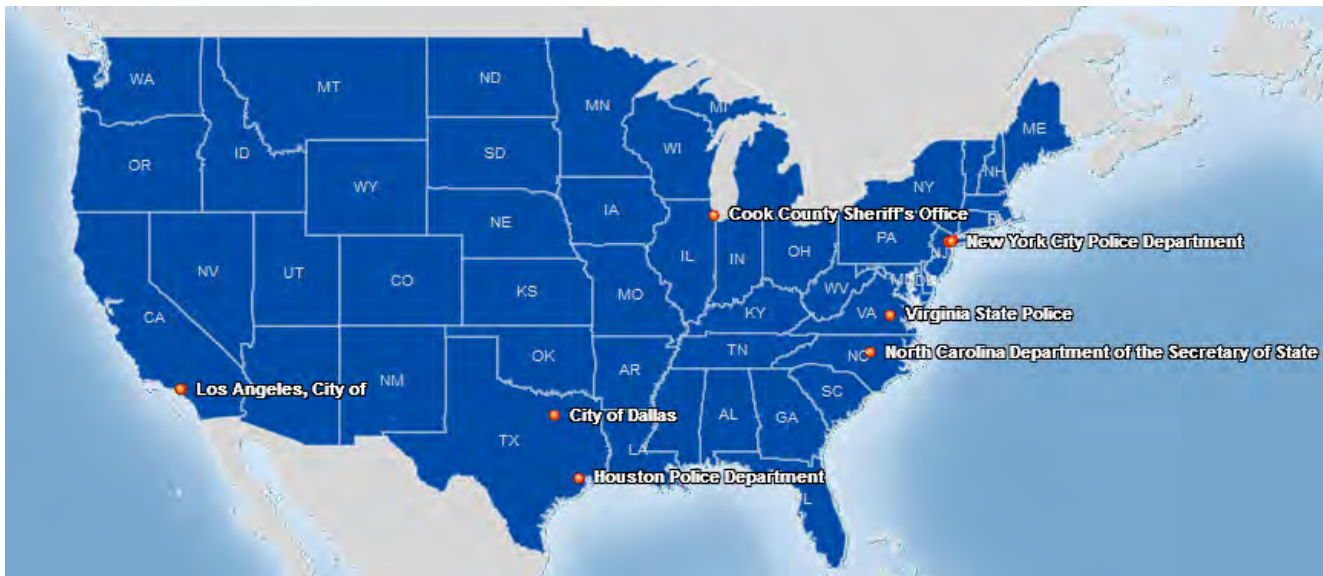 WA
MT
ND
MN
MI
ME
OR
ID
SD
WI
NH
NY
WY
IA
Cook County Sheriff's Office
NE
PA
New York City Police Department
NV
UT
IL
IN
OH
NJ
CO
WV
KS
MO
CA
KY
VA
Virginia State Police
TN
NC
North Carolina Department of the Secretary of State
OK
AR
NM
Los Angeles, City of
SC
City of Dallas
AL
GA
TX
LA
Houston Police Department